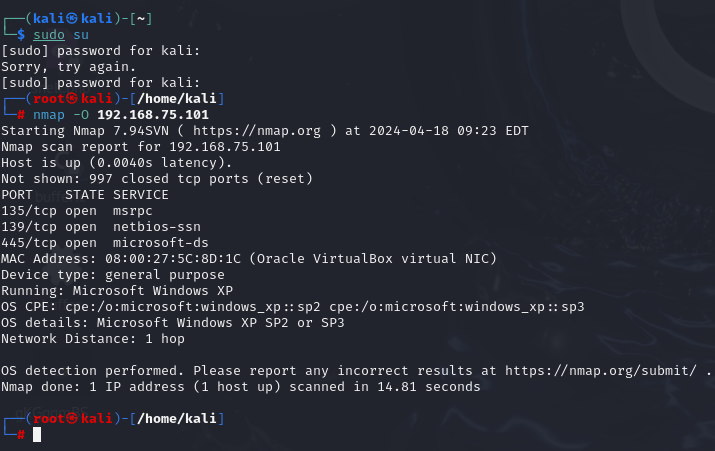 ┌──(kali㉿kali)-[~]
└─$ sudo su
[sudo] password for kali:
Sorry, try again.
[sudo] password for kali:
┌──(root㉿kali)-[/home/kali]
└─# nmap -O 192.168.75.101
Starting Nmap 7.94SVN ( https://nmap.org ) at 2024-04-18 09:23 EDT
Nmap scan report for 192.168.75.101
Host is up (0.0040s latency).
Not shown: 997 closed tcp ports (reset)
PORT    STATE SERVICE
135/tcp open  msrpc
139/tcp open  netbios-ssn
445/tcp open  microsoft-ds
MAC Address: 08:00:27:5C:8D:1C (Oracle VirtualBox virtual NIC)
Device type: general purpose
Running: Microsoft Windows XP
OS CPE: cpe:/o:microsoft:windows_xp::sp2 cpe:/o:microsoft:windows_xp::sp3
OS details: Microsoft Windows XP SP2 or SP3
Network Distance: 1 hop
OS detection performed. Please report any incorrect results at https://nmap.org/submit/ .
Nmap done: 1 IP address (1 host up) scanned in 14.81 seconds
┌──(root㉿kali)-[/home/kali]
└─#